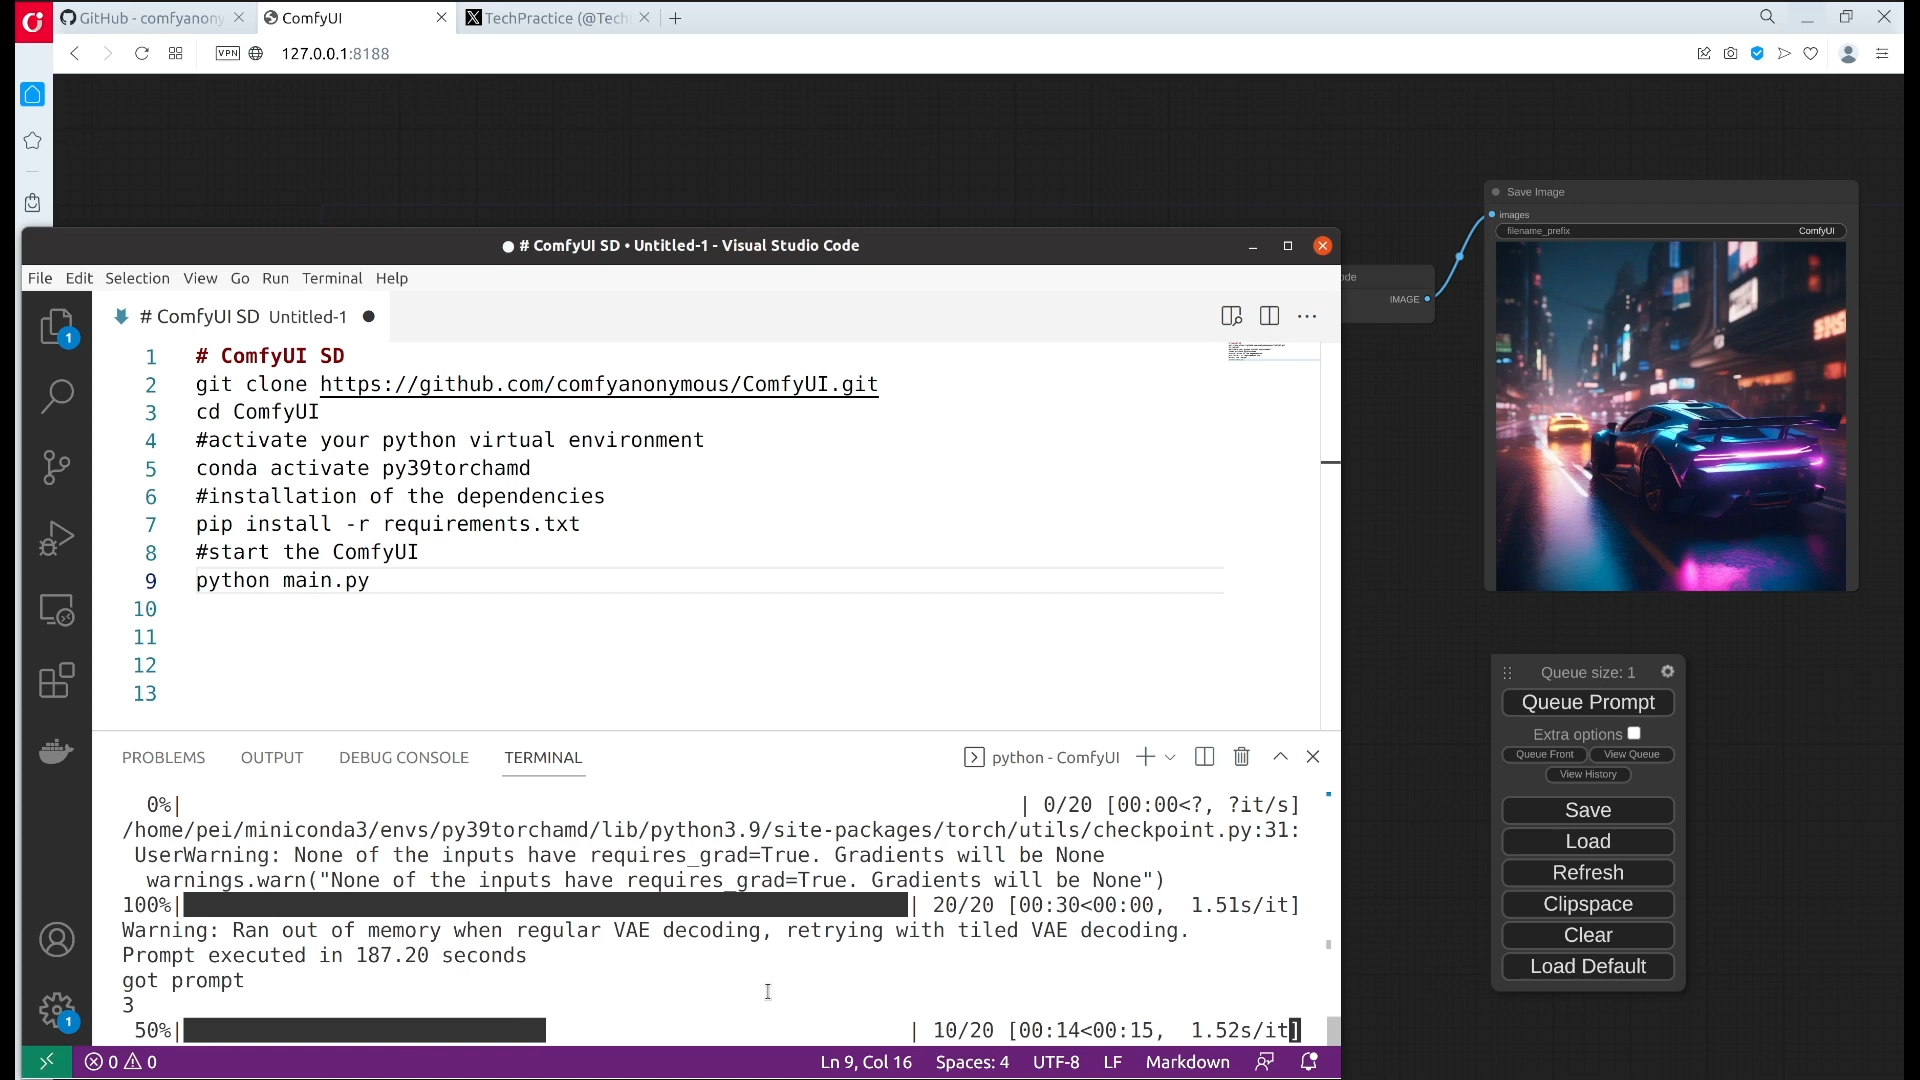 GitHub - comfyanony
ComfyUI
TechPractice (@Tech
VPN
127.0.0.1:8188
Save Image
images
filename_prefix
ComfyUI
ode
IMAGE
# ComfyUI SD • Untitled-1 - Visual Studio Code
File Edit Selection View Go Run Terminal Help
# ComfyUI SD Untitled-1
1 # ComfyUI SD
2 git clone https://github.com/comfyanonymous/ComfyUI.git
3 cd ComfyUI
4 #activate your python virtual environment
5 conda activate py39torchamd
6 #installation of the dependencies
7 pip install -r requirements.txt
8 #start the ComfyUI
9 python main.py
10
11
12
13
1
PROBLEMS OUTPUT DEBUG CONSOLE TERMINAL
python - ComfyUI
0%| | 0/20 [00:00<?, ?it/s]
/home/pei/miniconda3/envs/py39torchamd/lib/python3.9/site-packages/torch/utils/checkpoint.py:31:
UserWarning: None of the inputs have requires_grad=True. Gradients will be None
warnings.warn("None of the inputs have requires_grad=True. Gradients will be None")
100%| | 20/20 [00:30<00:00, 1.51s/it]
Warning: Ran out of memory when regular VAE decoding, retrying with tiled VAE decoding.
Prompt executed in 187.20 seconds
got prompt
3
50%| | 10/20 [00:14<00:15, 1.52s/it]
1
0 0
Ln 9, Col 16 Spaces: 4 UTF-8 LF Markdown
Queue size: 1
Queue Prompt
Extra options
Queue Front View Queue
View History
Save
Load
Refresh
Clipspace
Clear
Load Default